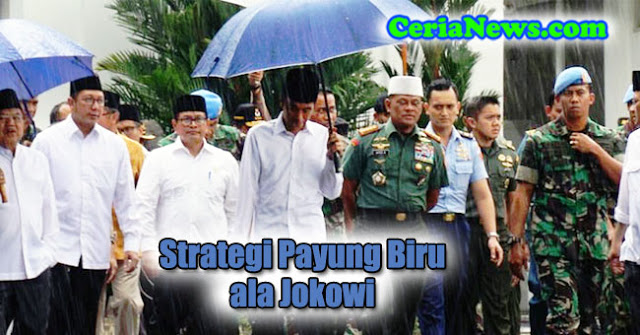 CeriaNews.com
Strategi Payung Biru
ala Jokowi